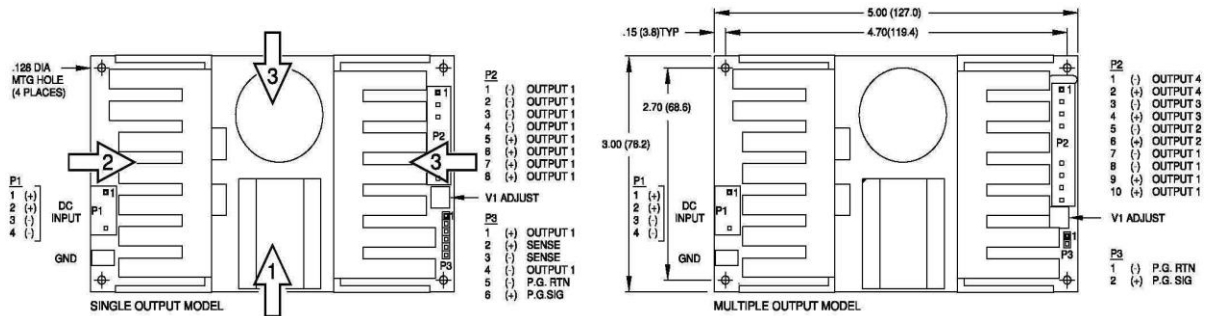 .126 DIA
MTG HOLE
(4 PLACES)
3
2
3
1
P1
1 (+)
2 (+)
3 (-)
4 (-)
DC
INPUT
GND
1
P1
1
P2
V1 ADJUST
1
P3
P2
1 (-) OUTPUT 1
2 (-) OUTPUT 1
3 (-) OUTPUT 1
4 (-) OUTPUT 1
5 (+) OUTPUT 1
6 (+) OUTPUT 1
7 (+) OUTPUT 1
8 (+) OUTPUT 1
P3
1 (+) OUTPUT 1
2 (+) SENSE
3 (-) SENSE
4 (-) OUTPUT 1
5 (-) P.G. RTN
6 (+) P.G.SIG
SINGLE OUTPUT MODEL
5.00 (127.0)
.15 (3.8)TYP
4.70(119.4)
2.70 (68.6)
3.00 (76.2)
P1
1 (+)
2 (+)
3 (-)
4 (-)
DC
INPUT
GND
1
P1
1
P2
V1 ADJUST
1
P3
P2
1 (-) OUTPUT 4
2 (+) OUTPUT 4
3 (-) OUTPUT 3
4 (+) OUTPUT 3
5 (-) OUTPUT 2
6 (+) OUTPUT 2
7 (-) OUTPUT 1
8 (-) OUTPUT 1
9 (+) OUTPUT 1
10 (+) OUTPUT 1
P3
1 (-) P.G. RTN
2 (+) P.G. SIG
MULTIPLE OUTPUT MODEL